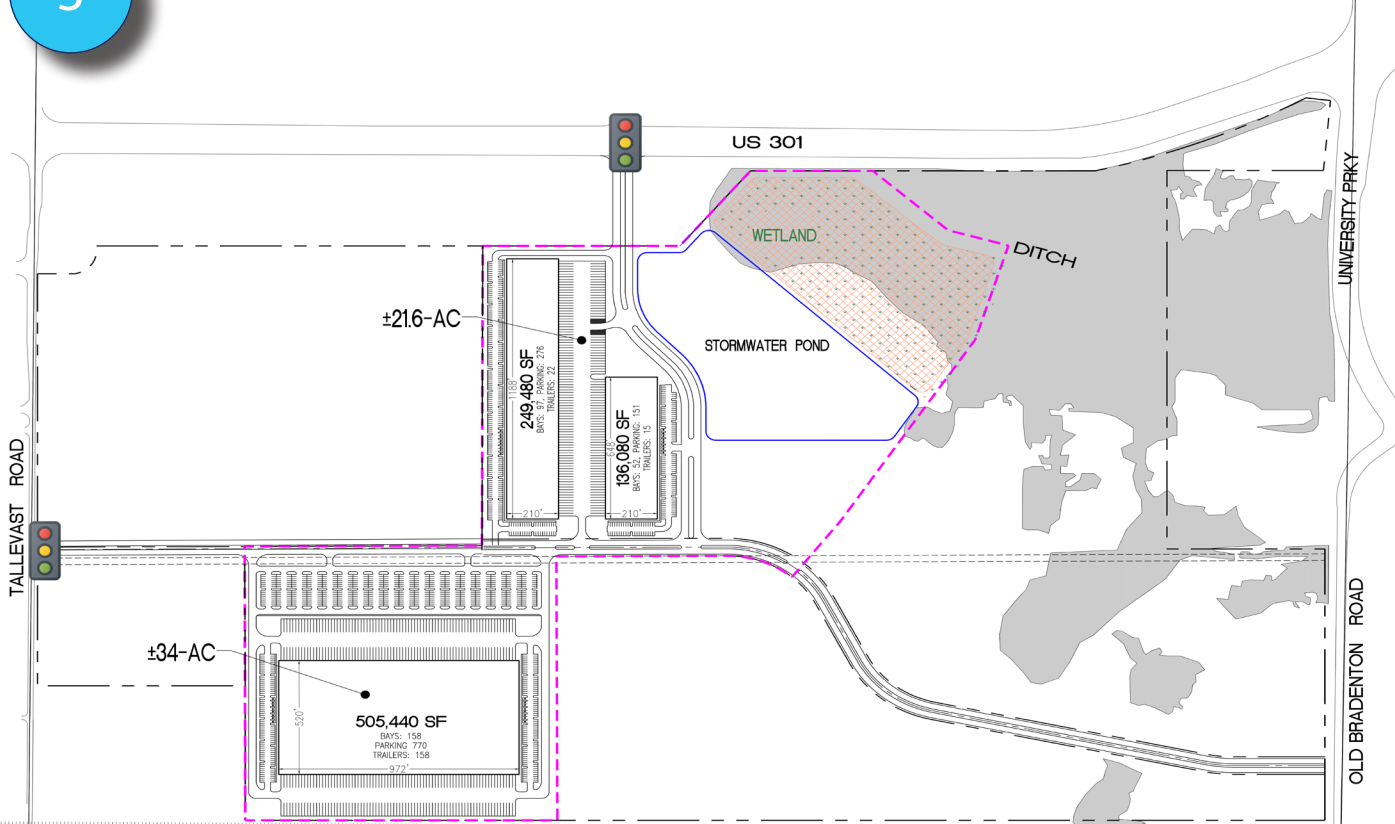 3
US 301
UNIVERSITY PRKY
WETLAND
DITCH
±21.6-AC
STORMWATER POND
1188'
249,480 SF
BAYS: 97, PARKING: 276
TRAILERS: 22
210'
648'
136,080 SF
BAYS: 52, PARKING: 151
TRAILERS: 15
210'
TALLEVAST ROAD
±34-AC
520'
505,440 SF
BAYS: 158
PARKING 770
TRAILERS: 158
972'
OLD BRADENTON ROAD